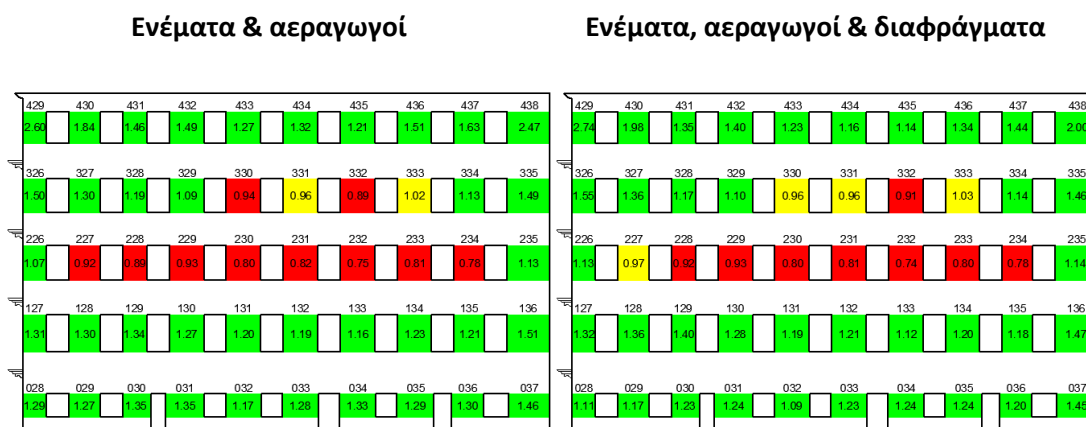 Ενέματα & αεραγωγοί
429 430 431 432 433 434 435 436 437 438
2.60 1.84 1.46 1.49 1.27 1.32 1.21 1.51 1.63 2.47
326 327 328 329 330 331 332 333 334 335
1.50 1.30 1.19 1.09 0.94 0.96 0.89 1.02 1.13 1.49
226 227 228 229 230 231 232 233 234 235
1.07 0.92 0.89 0.93 0.80 0.82 0.75 0.81 0.78 1.13
127 128 129 130 131 132 133 134 135 136
1.31 1.30 1.34 1.27 1.20 1.19 1.16 1.23 1.21 1.51
028 029 030 031 032 033 034 035 036 037
1.29 1.27 1.35 1.35 1.17 1.28 1.33 1.29 1.30 1.46
Ενέματα, αεραγωγοί & διαφράγματα
429 430 431 432 433 434 435 436 437 438
2.74 1.98 1.35 1.40 1.23 1.16 1.14 1.34 1.44 2.00
326 327 328 329 330 331 332 333 334 335
1.55 1.36 1.17 1.10 0.96 0.96 0.91 1.03 1.14 1.46
226 227 228 229 230 231 232 233 234 235
1.13 0.97 0.92 0.93 0.80 0.81 0.74 0.80 0.78 1.14
127 128 129 130 131 132 133 134 135 136
1.32 1.36 1.40 1.28 1.19 1.21 1.12 1.20 1.18 1.47
028 029 030 031 032 033 034 035 036 037
1.11 1.17 1.23 1.24 1.09 1.23 1.24 1.24 1.20 1.45